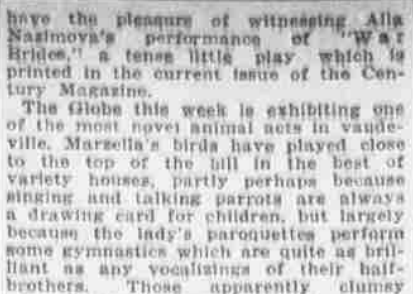 have the pleasure of witnessing Alla
Nazimova's performance of "War
Brides," a tense little play which is
printed in the current issue of the Cen-
tury Magazine.
The Globe this week is exhibiting one
of the most novel animal acts in vaude-
ville. Marzella's birds have played close
to the top of the bill in the best of
variety houses, partly perhaps because
singing and talking parrots are always
a drawing card for children, but largely
because the lady's paroquettes perform
some gymnastics which are quite as bril-
liant as any vocalizings of their half-
brothers. Those apparently clumsy